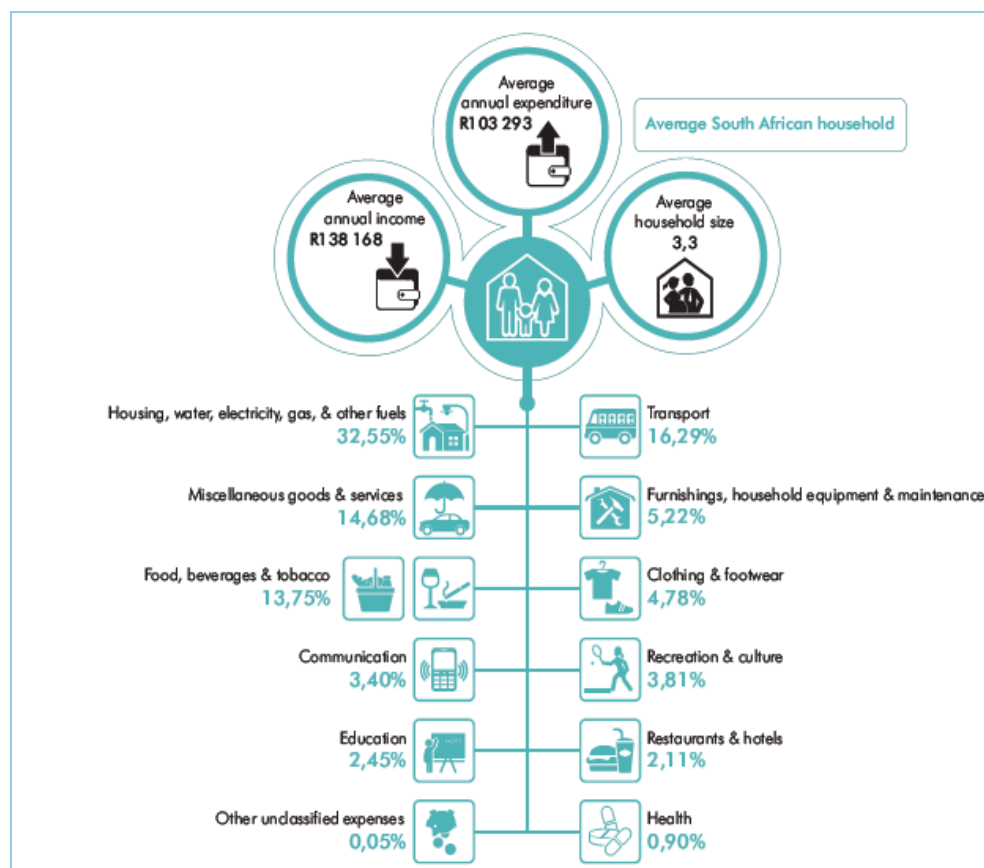 Average
annual expenditure
R103 293
Average South African household
Average
annual income
R138 168
Average
household size
3,3
Housing, water, electricity, gas, & other fuels
32,55%
Transport
16,29%
Miscellaneous goods & services
14,68%
Furnishings, household equipment & maintenance
5,22%
Food, beverages & tobacco
13,75%
Clothing & footwear
4,78%
Communication
3,40%
Recreation & culture
3,81%
Education
2,45%
Restaurants & hotels
2,11%
Other unclassified expenses
0,05%
Health
0,90%